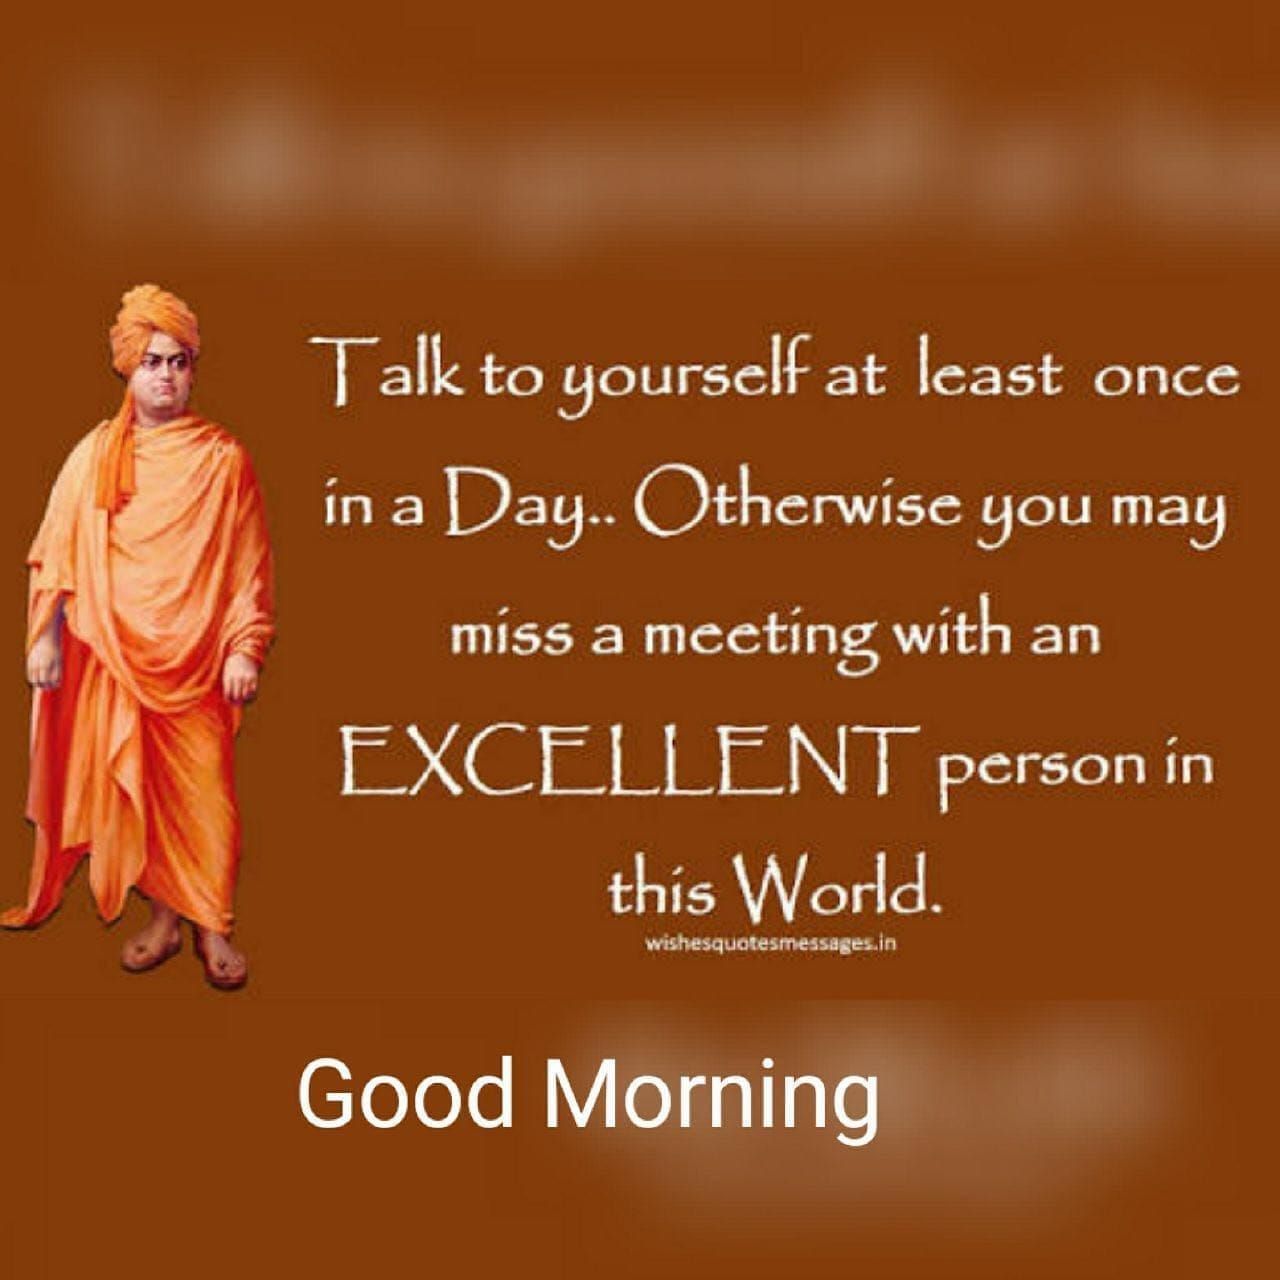 Talk to yourself at least once
in a Day.. Otherwise you may
miss a meeting with an
EXCELLENT person in
this World.
wishesquotesmessages.in
Good Morning